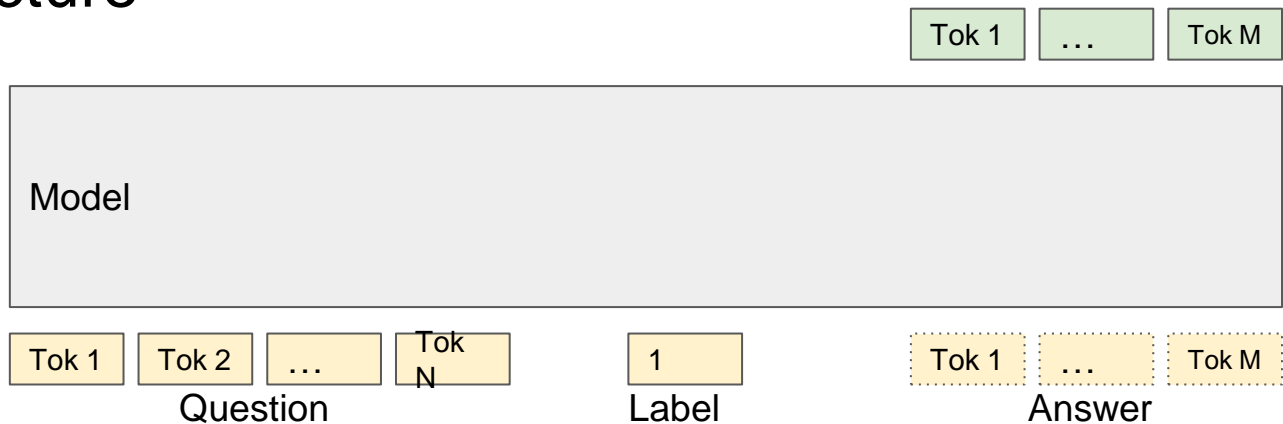 Tok 1 … Tok M
Model
Tok 1 Tok 2 … Tok N 1 Tok 1 … Tok M
Question Label Answer